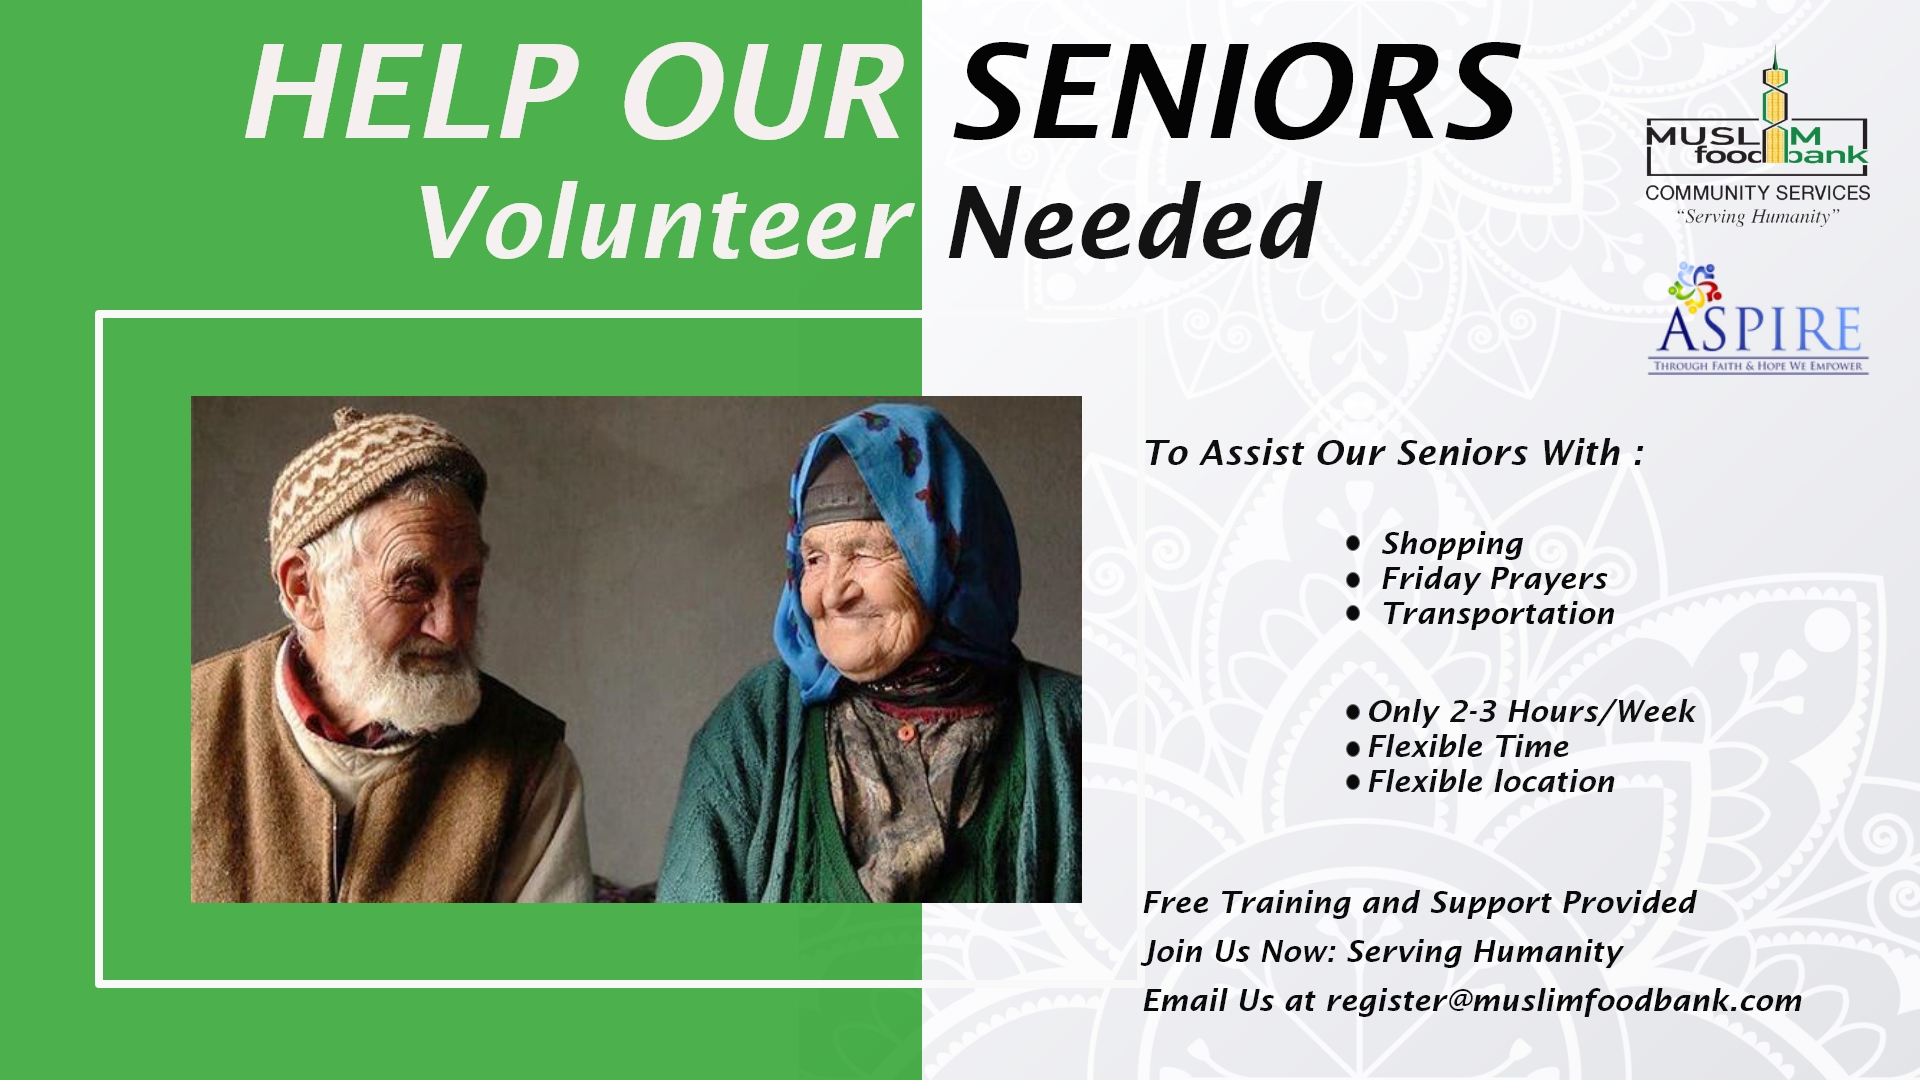 HELP OUR SENIORS
Volunteer Needed
MUSLIM
foodbank
COMMUNITY SERVICES
“Serving Humanity”
ASPIRE
THROUGH FAITH & HOPE WE EMPOWER
To Assist Our Seniors With :
• Shopping
• Friday Prayers
• Transportation
• Only 2-3 Hours/Week
• Flexible Time
• Flexible location
Free Training and Support Provided
Join Us Now: Serving Humanity
Email Us at register@muslimfoodbank.com